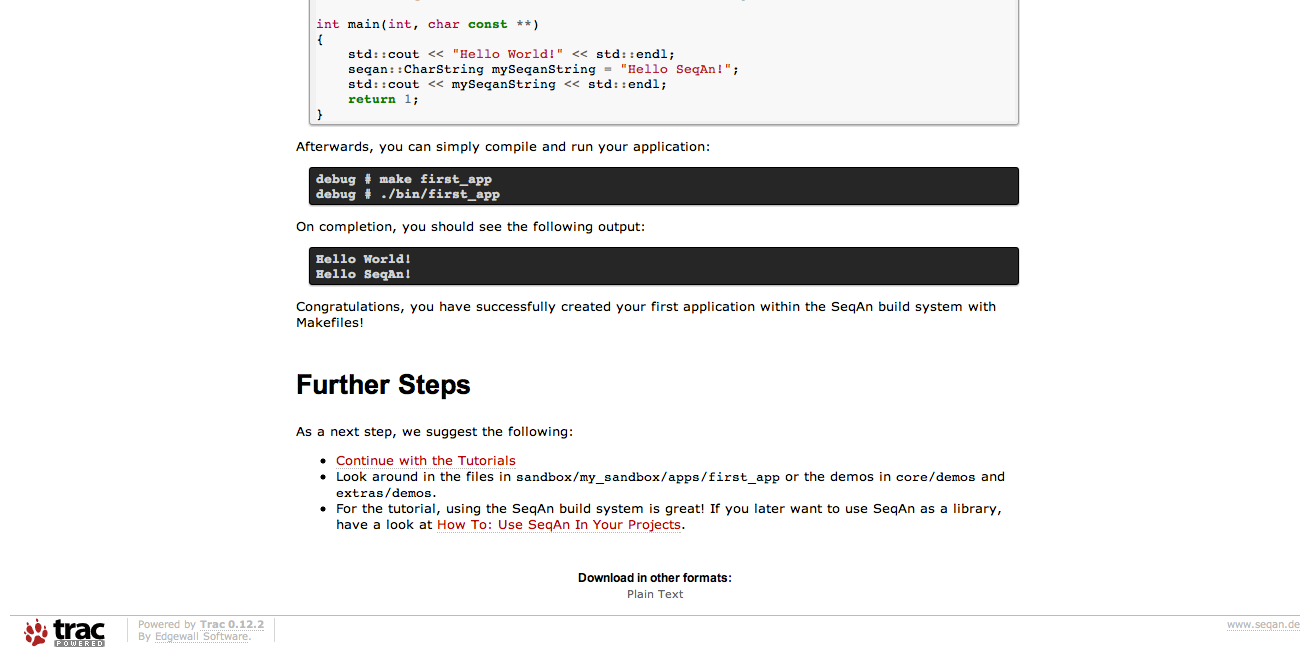 int main(int, char const **)
{
    std::cout << "Hello World!" << std::endl;
    seqan::CharString mySeqanString = "Hello SeqAn!";
    std::cout << mySeqanString << std::endl;
    return 1;
}
Afterwards, you can simply compile and run your application:
debug # make first_app
debug # ./bin/first_app
On completion, you should see the following output:
Hello World!
Hello SeqAn!
Congratulations, you have successfully created your first application within the SeqAn build system with
Makefiles!
Further Steps
As a next step, we suggest the following:
• Continue with the Tutorials
• Look around in the files in sandbox/my_sandbox/apps/first_app or the demos in core/demos and
extras/demos.
• For the tutorial, using the SeqAn build system is great! If you later want to use SeqAn as a library,
have a look at How To: Use SeqAn In Your Projects.
Download in other formats:
Plain Text
trac
POWERED
Powered by Trac 0.12.2
By Edgewall Software.
www.seqan.de